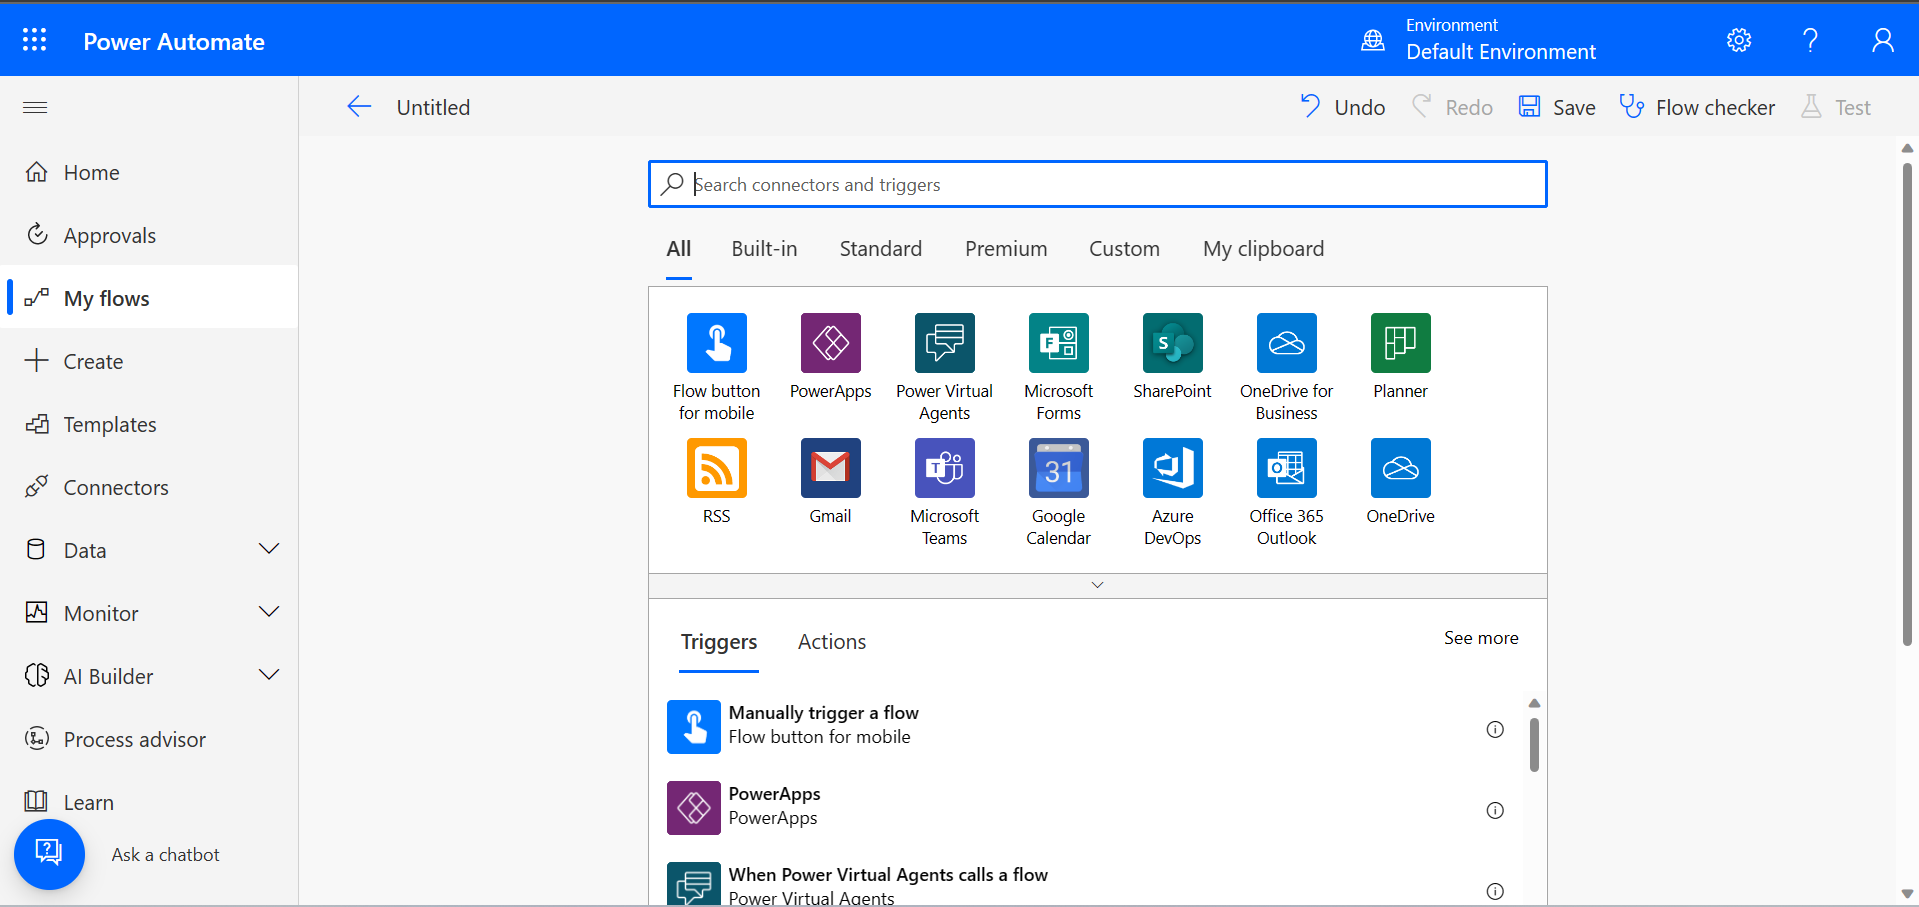 Power Automate
Environment
Default Environment
Untitled
Undo
Redo
Save
Flow checker
Test
Home
Approvals
My flows
Create
Templates
Connectors
Data
Monitor
AI Builder
Process advisor
Learn
Ask a chatbot
Search connectors and triggers
All
Built-in
Standard
Premium
Custom
My clipboard
Flow button
for mobile
PowerApps
Power Virtual
Agents
F
Microsoft
Forms
S
SharePoint
OneDrive for
Business
Planner
RSS
Gmail
T
Microsoft
Teams
31
Google
Calendar
Azure
DevOps
O
Office 365
Outlook
OneDrive
Triggers
Actions
See more
Manually trigger a flow
Flow button for mobile
PowerApps
PowerApps
When Power Virtual Agents calls a flow
Power Virtual Agents